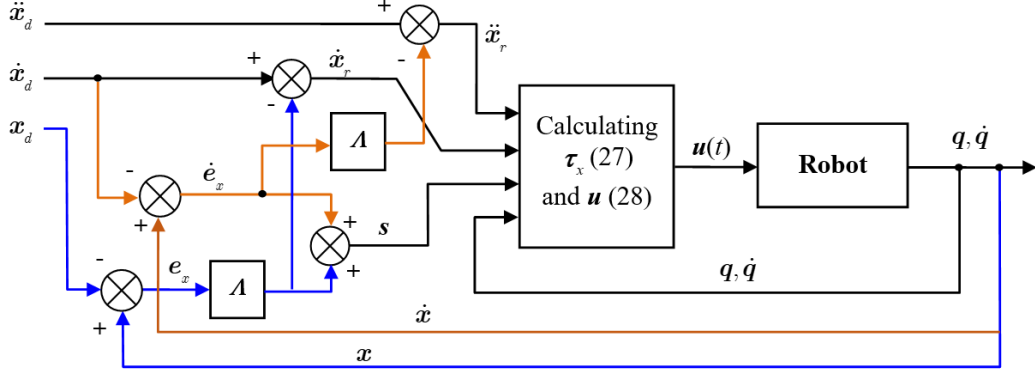 ẍ_d
+
ẍ_r
-
ẋ_d
+
ẋ_r
-
x_d
Λ
Calculating
τ_x (27)
and u (28)
u(t)
Robot
q, q̇
-
ė_x
+
+
s
+
-
e_x
Λ
q, q̇
+
ẋ
x